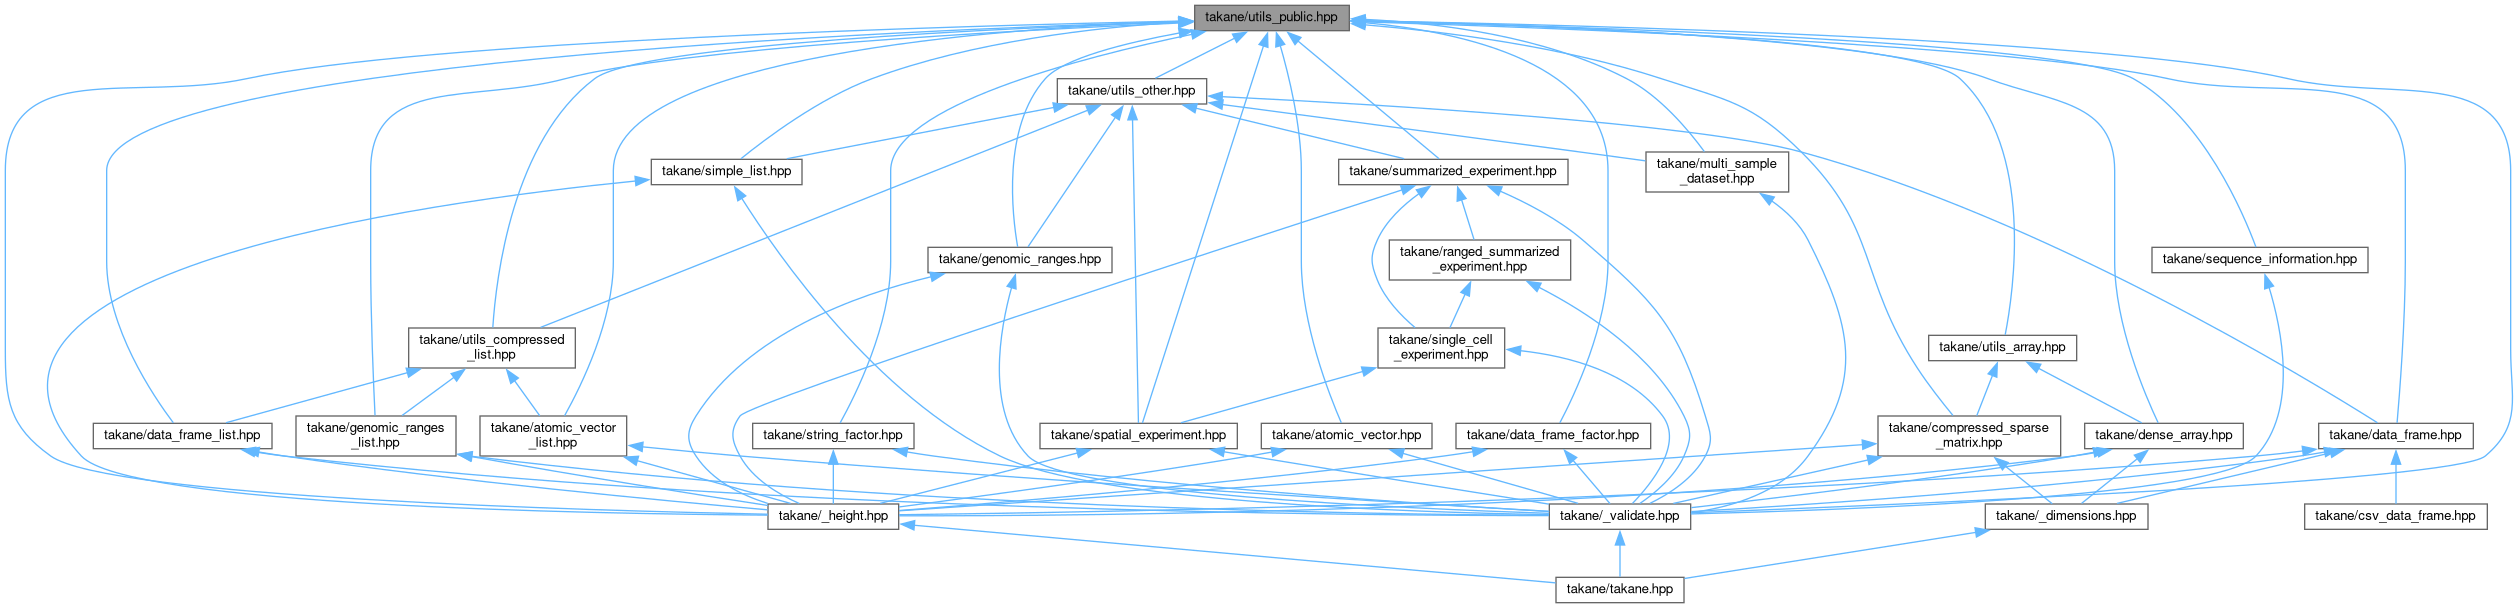 takane/utils_public.hpp
takane/utils_other.hpp
takane/simple_list.hpp
takane/summarized_experiment.hpp
takane/multi_sample
_dataset.hpp
takane/genomic_ranges.hpp
takane/ranged_summarized
_experiment.hpp
takane/sequence_information.hpp
takane/utils_compressed
_list.hpp
takane/single_cell
_experiment.hpp
takane/utils_array.hpp
takane/data_frame_list.hpp
takane/genomic_ranges
_list.hpp
takane/atomic_vector
_list.hpp
takane/string_factor.hpp
takane/spatial_experiment.hpp
takane/atomic_vector.hpp
takane/data_frame_factor.hpp
takane/compressed_sparse
_matrix.hpp
takane/dense_array.hpp
takane/data_frame.hpp
takane/_height.hpp
takane/_validate.hpp
takane/_dimensions.hpp
takane/csv_data_frame.hpp
takane/takane.hpp